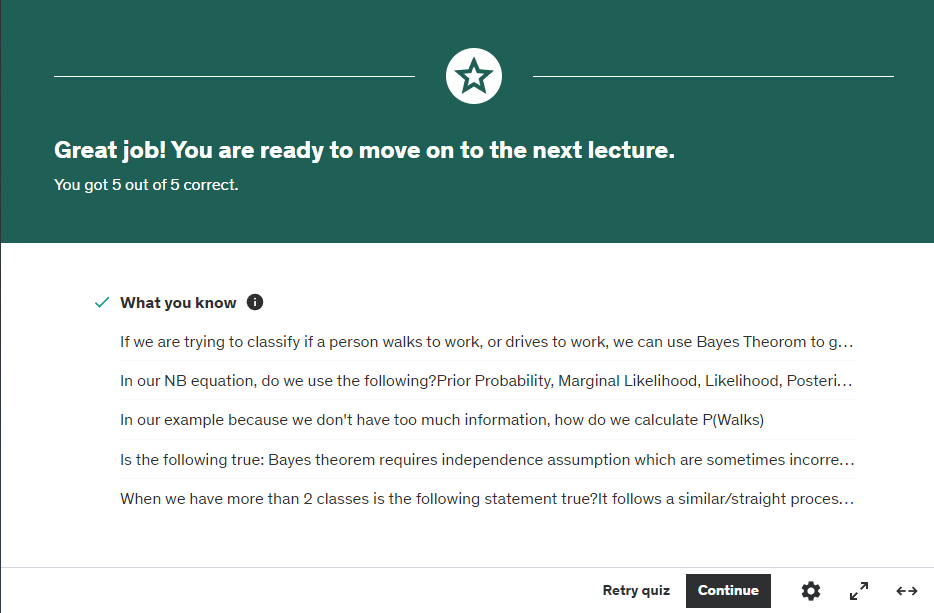 Great job! You are ready to move on to the next lecture.
You got 5 out of 5 correct.
What you know
If we are trying to classify if a person walks to work, or drives to work, we can use Bayes Theorom to g...
In our NB equation, do we use the following?Prior Probability, Marginal Likelihood, Likelihood, Posteri...
In our example because we don't have too much information, how do we calculate P(Walks)
Is the following true: Bayes theorem requires independence assumption which are sometimes incorre...
When we have more than 2 classes is the following statement true?It follows a similar/straight proces...
Retry quiz Continue